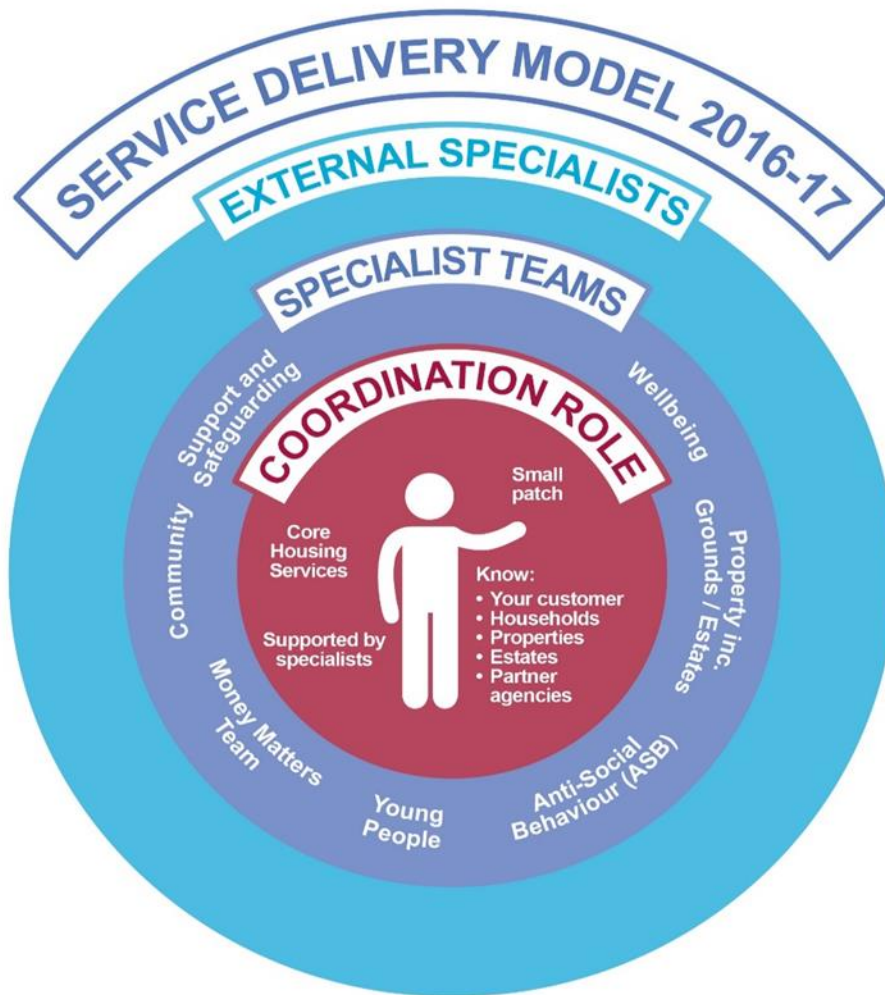 SERVICE DELIVERY MODEL 2016-17
EXTERNAL SPECIALISTS
SPECIALIST TEAMS
COORDINATION ROLE
Support and
Safeguarding
Wellbeing
Small
patch
Core
Housing
Services
Community
Property inc.
Grounds / Estates
Know:
• Your customer
• Households
• Properties
• Estates
• Partner
agencies
Supported by
specialists
Money Matters
Team
Young
People
Anti-Social
Behaviour (ASB)